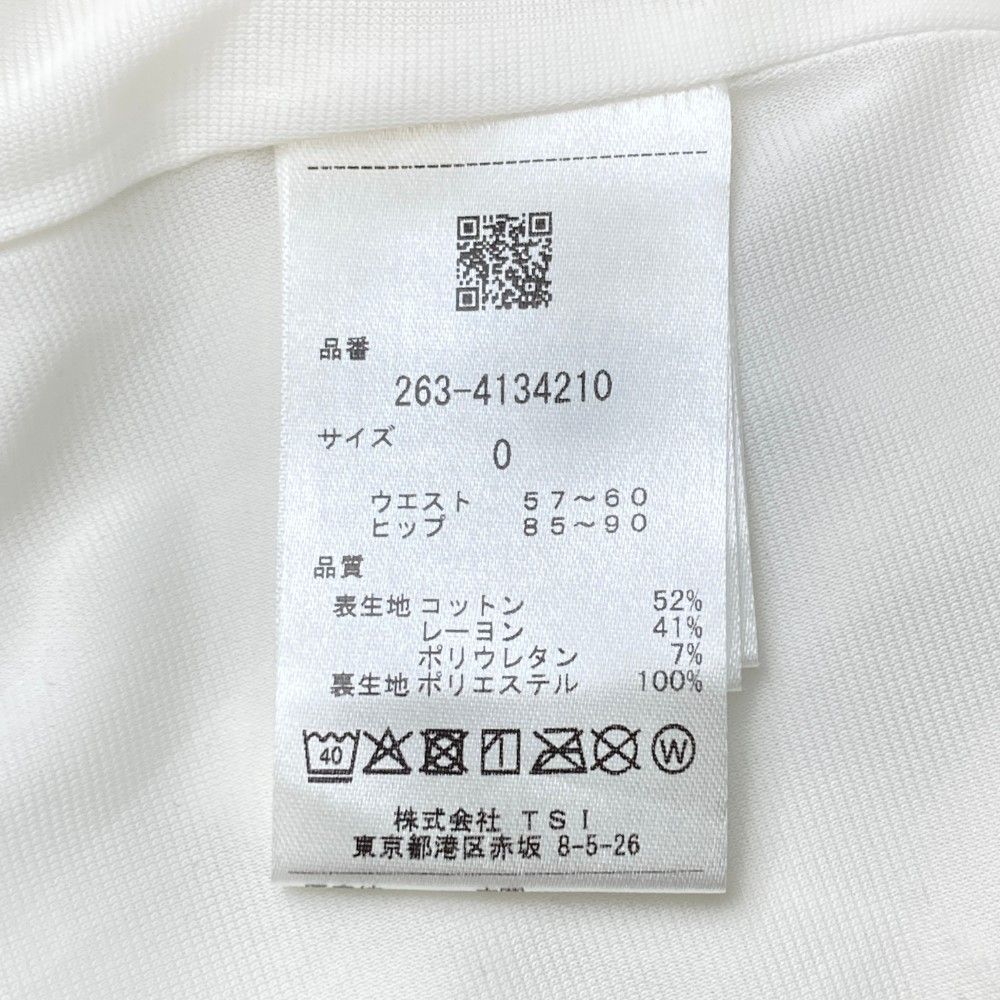 品番
263-4134210
サイズ
0
ウエスト 57～60
ヒップ 85～90
品質
表生地 コットン 52%
レーヨン 41%
ポリウレタン 7%
裏生地 ポリエステル 100%
40 W
株式会社 TSI
東京都港区赤坂 8-5-26